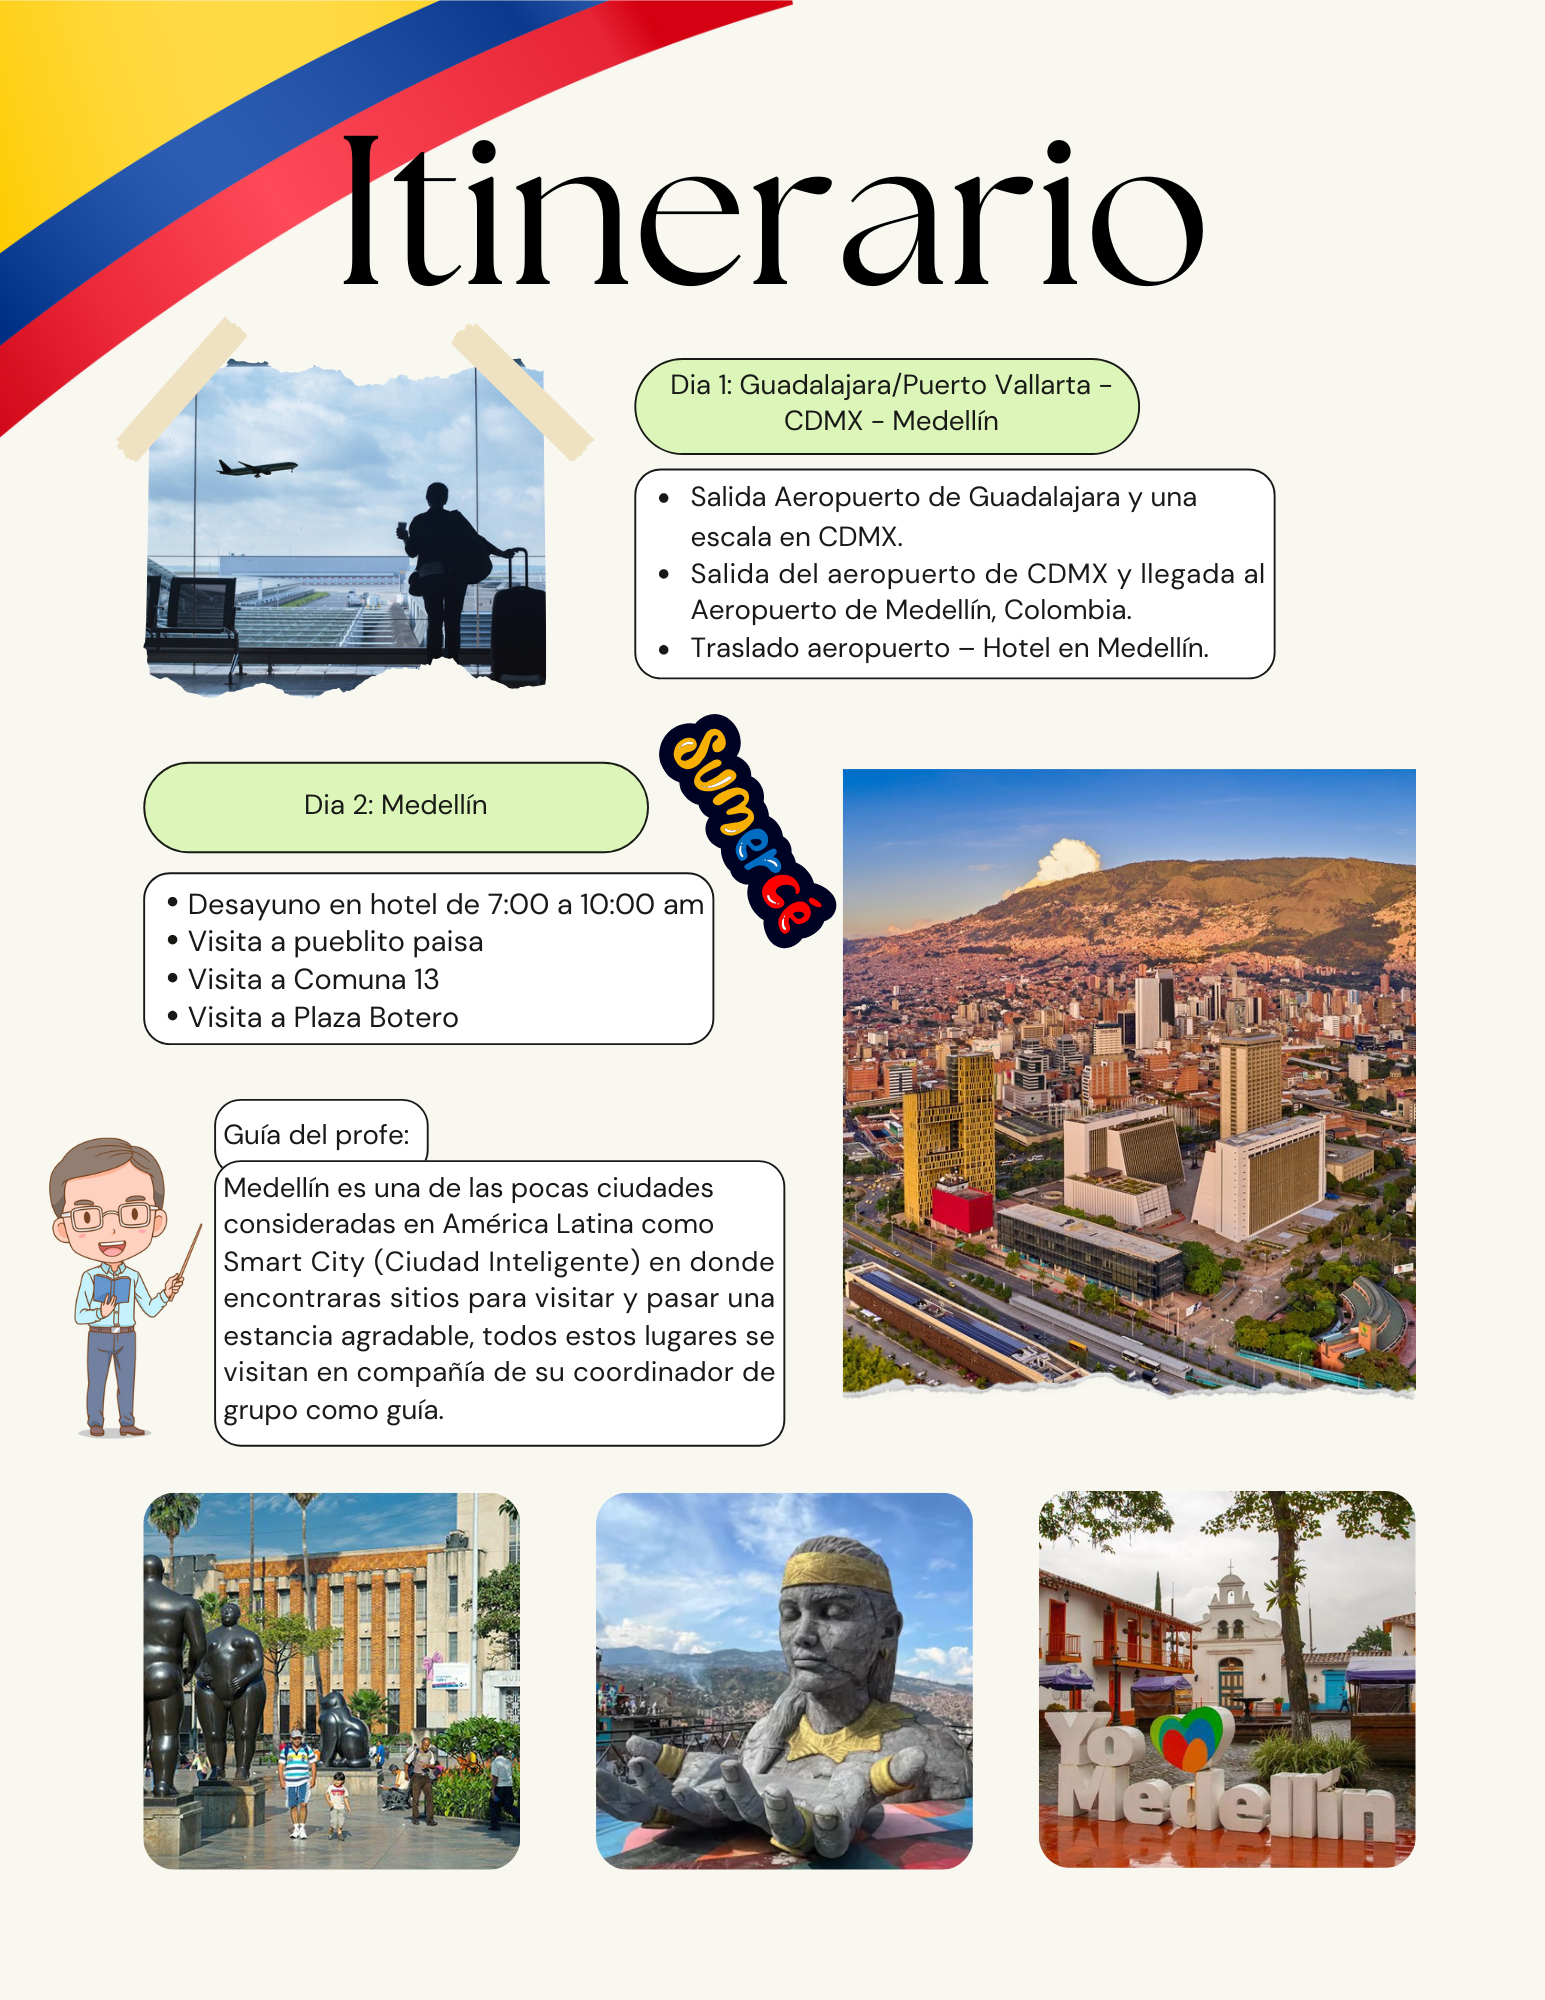 Itinerario
Dia 1: Guadalajara/Puerto Vallarta -
CDMX - Medellín
• Salida Aeropuerto de Guadalajara y una
escala en CDMX.
• Salida del aeropuerto de CDMX y llegada al
Aeropuerto de Medellín, Colombia.
• Traslado aeropuerto – Hotel en Medellín.
Sumercé
Dia 2: Medellín
• Desayuno en hotel de 7:00 a 10:00 am
• Visita a pueblito paisa
• Visita a Comuna 13
• Visita a Plaza Botero
Guía del profe:
Medellín es una de las pocas ciudades
consideradas en América Latina como
Smart City (Ciudad Inteligente) en donde
encontraras sitios para visitar y pasar una
estancia agradable, todos estos lugares se
visitan en compañía de su coordinador de
grupo como guía.
Yo
Medellín